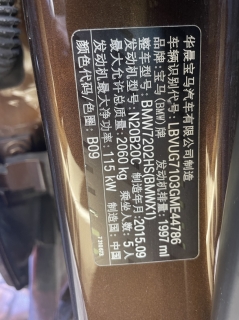 华晨宝马汽车有限公司制造
车辆识别代号: LBVUG7103GME44786
品牌: 宝马(BMW)牌 发动机排量: 1997 ml
整车型号: BMW7202HS(BMWX1)
发动机型号: N20B20C 制造年月: 2015.09
最大允许总质量: 2060 kg 乘坐人数: 5 人
发动机最大净功率: 115 kW 制造国: 中国
颜色代码/色圈: B09